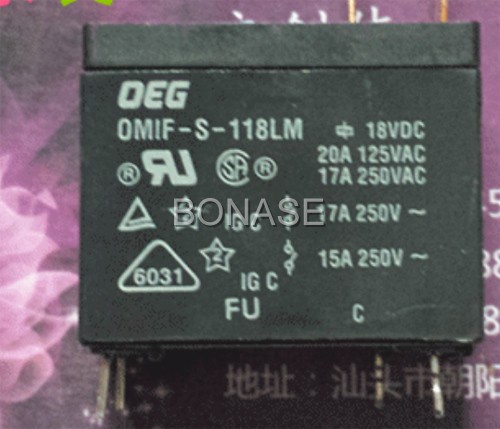 OEG
OMIF-S-118LM 18VDC
20A 125VAC
17A 250VAC
BONASE
IG C 17A 250V ~
6031 2 IG C 15A 250V ~
FU C
地址：汕头市朝阳